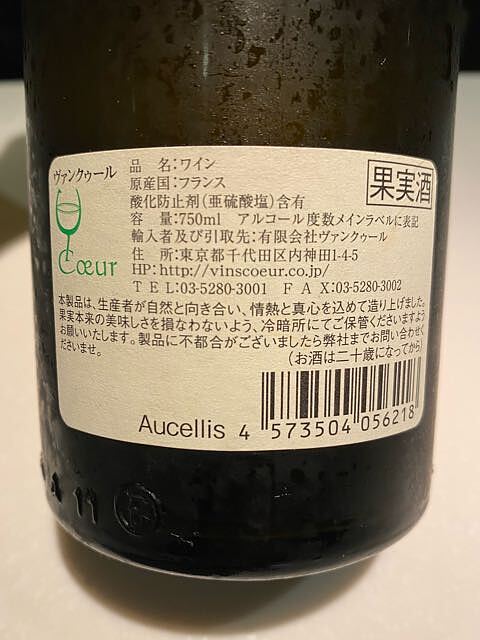 ヴァンクゥール
Cœur
品　名：ワイン
原産国：フランス
酸化防止剤（亜硫酸塩）含有
容　量：750ml　アルコール度数メインラベルに表記
輸入者及び引取先：有限会社ヴァンクゥール
住　所：東京都千代田区内神田1-4-5
HP：http://vinscoeur.co.jp/
ＴＥＬ：03-5280-3001　ＦＡＸ：03-5280-3002
果実酒
本製品は、生産者が自然と向き合い、情熱と真心を込めて造り上げました。
果実本来の美味しさを損なわないよう、冷暗所にてご保管くださいますよう
お願いいたします。製品に不都合がございましたら弊社までお問い合わせく
ださいませ。
（お酒は二十歳になってから）
Aucellis 4 573504 056218